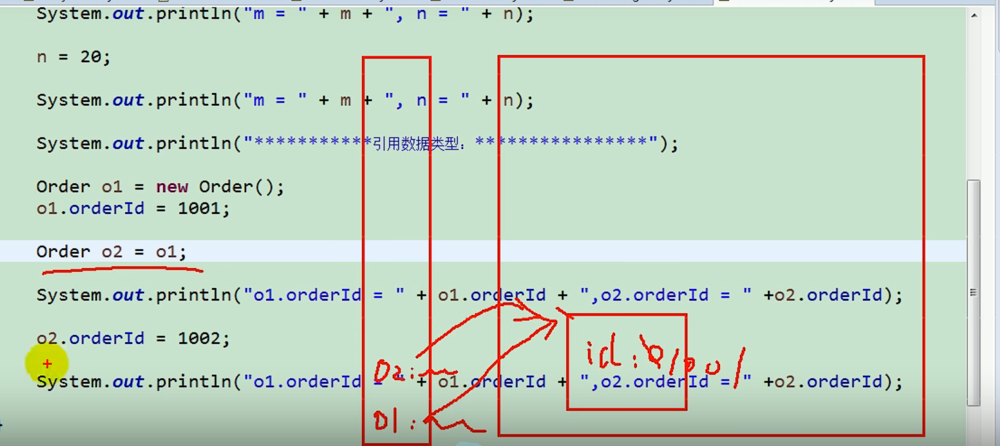 System.out.println("m = " + m + ", n = " + n);
n = 20;
System.out.println("m = " + m + ", n = " + n);
System.out.println("***********引用数据类型：****************");
Order o1 = new Order();
o1.orderId = 1001;
Order o2 = o1;
System.out.println("o1.orderId = " + o1.orderId + ",o2.orderId = " +o2.orderId);
o2.orderId = 1002;
System.out.println("o1.orderId = " + o1.orderId + ",o2.orderId = " +o2.orderId);
id: 0 1001
o2:
o1: